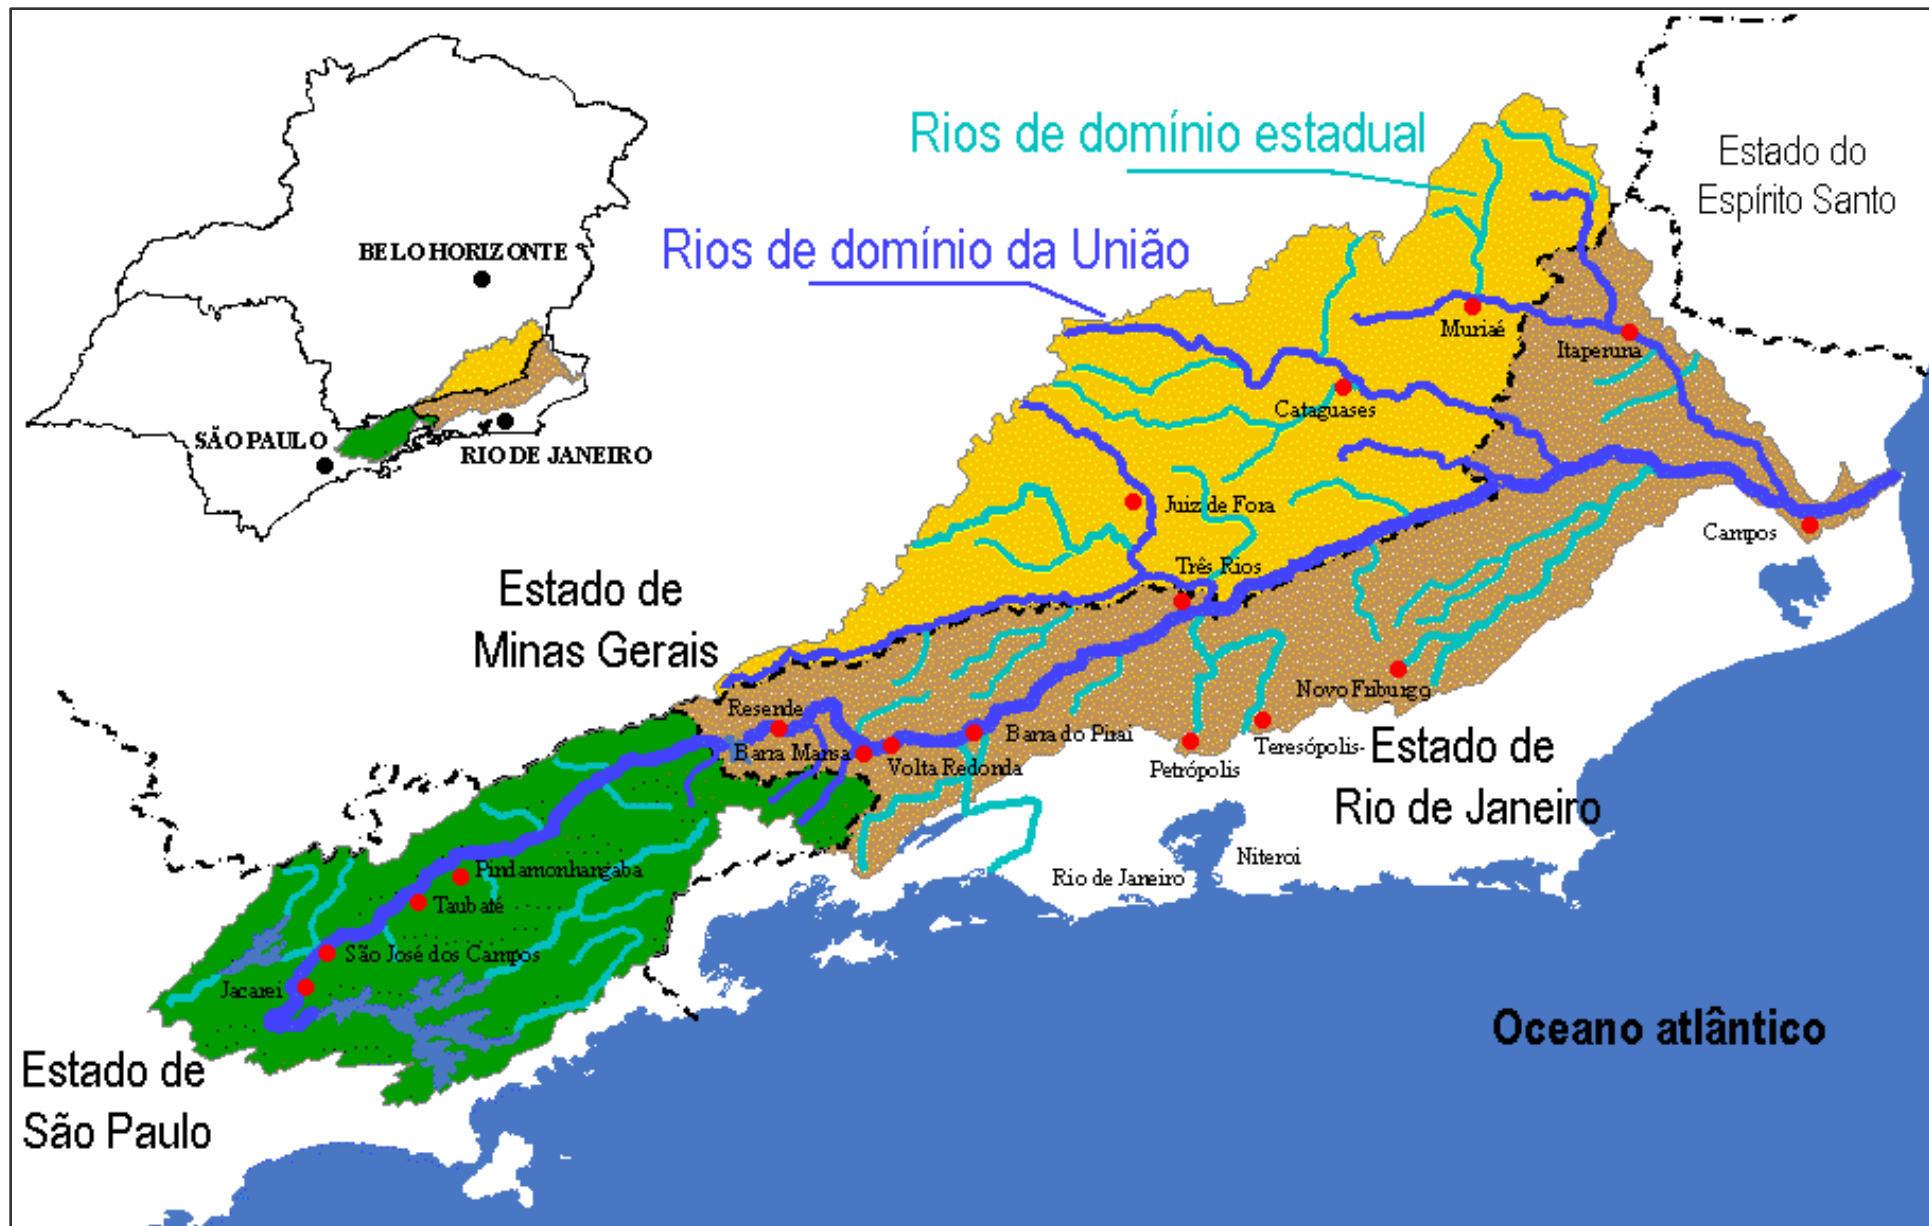 Rios de domínio estadual
Estado do
Espírito Santo
Rios de domínio da União
BELO HORIZONTE
SÃO PAULO
RIO DE JANEIRO
Muriaé
Itaperuna
Cataguases
Juiz de Fora
Campos
Três Rios
Estado de
Minas Gerais
Novo Friburgo
Resende
Barra Mansa
Volta Redonda
Barra do Pirai
Petrópolis
Teresópolis-
Estado de
Rio de Janeiro
Niteroi
Rio de Janeiro
Pindamonhangaba
Taubaté
São José dos Campos
Jacarei
Oceano atlântico
Estado de
São Paulo